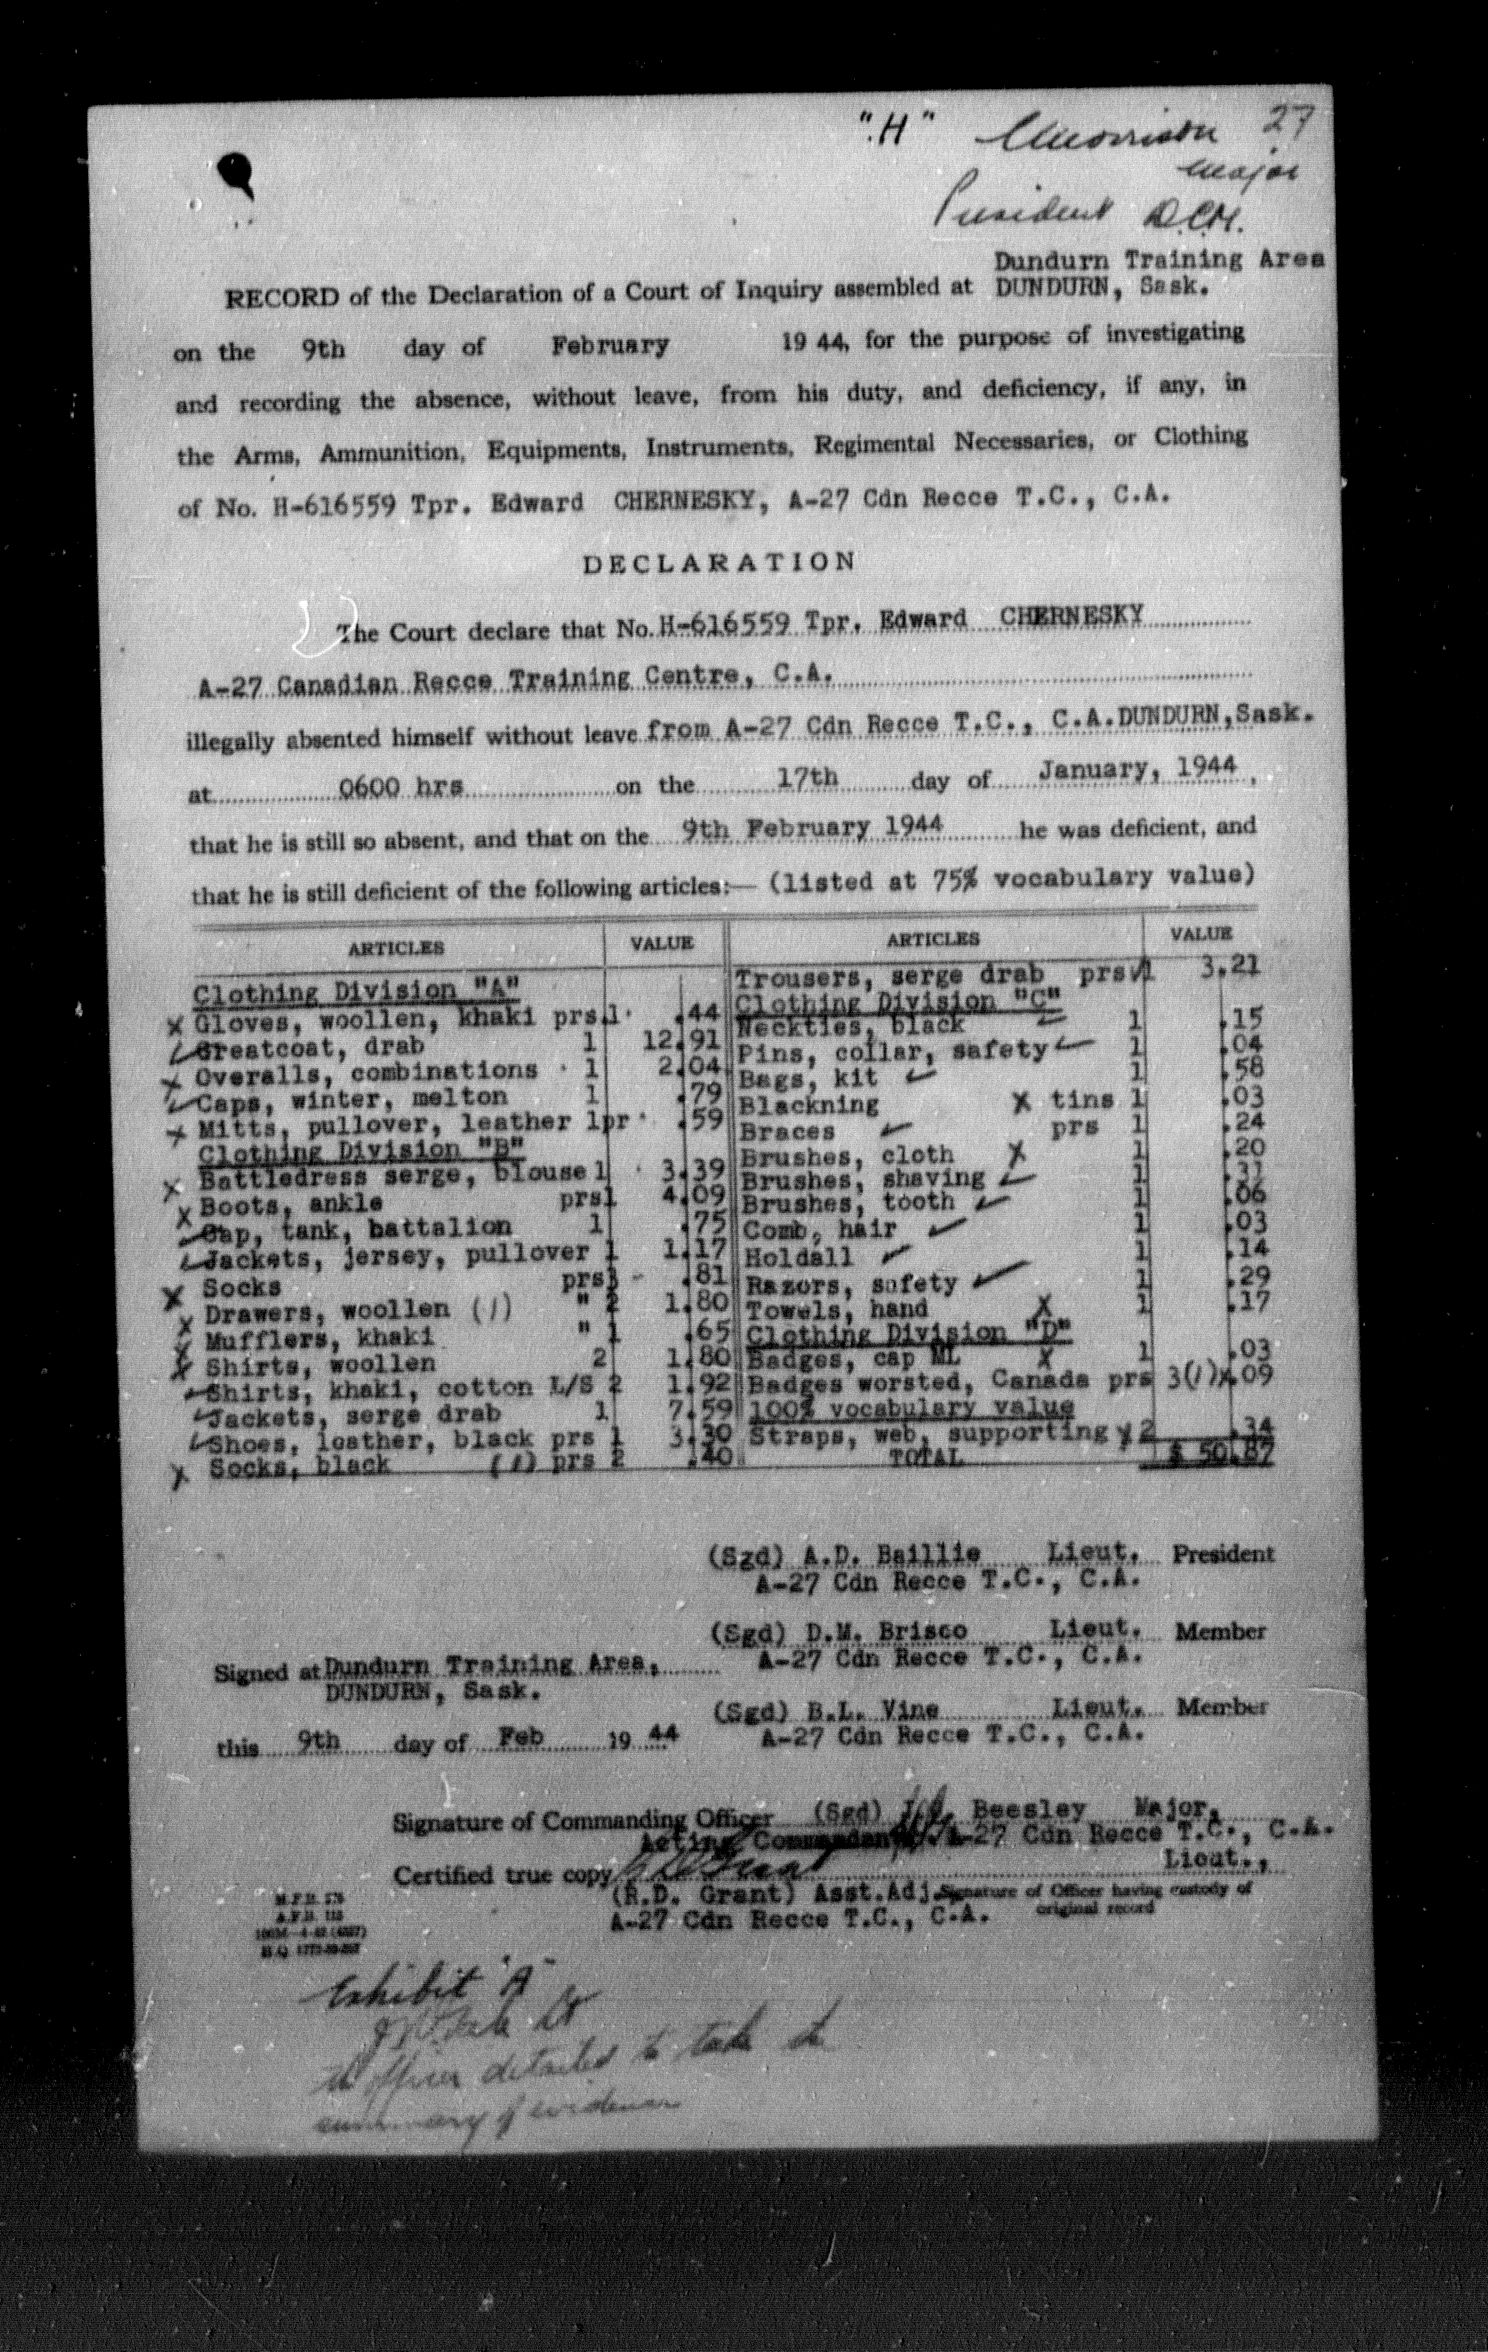 "H" 27
Major
President D.C.M.
Dundurn Training Area
RECORD of the Declaration of a Court of Inquiry assembled at DUNDURN, Sask.
on the 9th day of February 19 44, for the purpose of investigating
and recording the absence, without leave, from his duty, and deficiency, if any, in
the Arms, Ammunition, Equipments, Instruments, Regimental Necessaries, or Clothing
of No. H-616559 Tpr. Edward CHERNESKY, A-27 Cdn Recce T.C., C.A.
DECLARATION
The Court declare that No. H-616559 Tpr. Edward CHERNESKY
A-27 Canadian Recce Training Centre, C.A.
illegally absented himself without leave from A-27 Cdn Recce T.C., C.A. DUNDURN, Sask.
at 0600 hrs on the 17th day of January, 1944,
that he is still so absent, and that on the 9th February 1944 he was deficient, and
that he is still deficient of the following articles:— (listed at 75% vocabulary value)
ARTICLES VALUE
Clothing Division "A"
X Gloves, woollen, khaki prs.1 .44
✓ Greatcoat, drab 1 12.91
X Overalls, combinations 1 2.04
✓ Caps, winter, melton 1 .79
X Mitts, pullover, leather 1pr .59
Clothing Division "B"
X Battledress serge, blouse 1 3.39
X Boots, ankle prs1 4.09
✓ Cap, tank, battalion 1 .75
✓ Jackets, jersey, pullover 1 1.17
X Socks prs3 .81
X Drawers, woollen (1) " 2 1.80
X Mufflers, khaki " 1 .65
X Shirts, woollen 2 1.80
✓ Shirts, khaki, cotton L/S 2 1.92
✓ Jackets, serge drab 1 7.59
✓ Shoes, leather, black prs 1 3.30
X Socks, black (1) prs 2 .40
ARTICLES VALUE
Trousers, serge drab prs ✓1 3.21
Clothing Division "C"
Neckties, black ✓ 1 .15
Pins, collar, safety ✓ 1 .04
Bags, kit ✓ 1 .58
Blackning X tins 1 .03
Braces ✓ prs 1 .24
Brushes, cloth X 1 .20
Brushes, shaving ✓ 1 .31
Brushes, tooth ✓ 1 .06
Comb, hair ✓ 1 .03
Holdall ✓ 1 .14
Razors, safety ✓ 1 .29
Towels, hand X 1 .17
Clothing Division "D"
Badges, cap ML X 1 .03
Badges worsted, Canada prs 3(1)X .09
100% vocabulary value
Straps, web, supporting X 2 .34
TOTAL $ 50.87
(Sgd) A.D. Baillie Lieut. President
A-27 Cdn Recce T.C., C.A.
(Sgd) D.M. Brisco Lieut. Member
A-27 Cdn Recce T.C., C.A.
Signed at Dundurn Training Area,
DUNDURN, Sask.
(Sgd) B.L. Vine Lieut. Member
A-27 Cdn Recce T.C., C.A.
this 9th day of Feb 19 44
Signature of Commanding Officer (Sgd) Beesley Major,
Acting Commandant A-27 Cdn Recce T.C., C.A.
Certified true copy Lieut.,
(R.D. Grant) Asst.Adj. Signature of Officer having custody of
original record
A-27 Cdn Recce T.C., C.A.
Exhibit "A"
officer detailed to take
summary of evidence